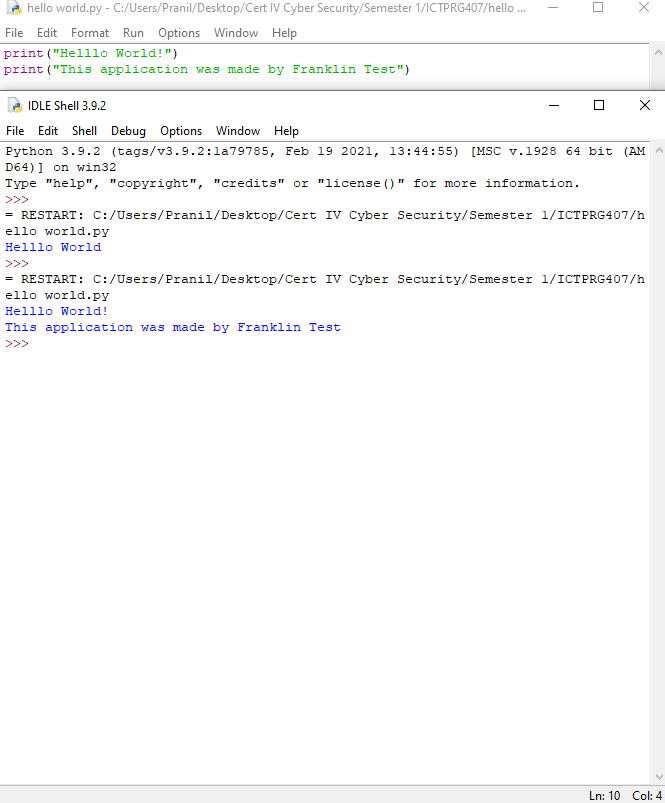 hello world.py - C:/Users/Pranil/Desktop/Cert IV Cyber Security/Semester 1/ICTPRG407/hello ...
File Edit Format Run Options Window Help
print("Helllo World!")
print("This application was made by Franklin Test")
IDLE Shell 3.9.2
File Edit Shell Debug Options Window Help
Python 3.9.2 (tags/v3.9.2:1a79785, Feb 19 2021, 13:44:55) [MSC v.1928 64 bit (AM
D64)] on win32
Type "help", "copyright", "credits" or "license()" for more information.
>>>
= RESTART: C:/Users/Pranil/Desktop/Cert IV Cyber Security/Semester 1/ICTPRG407/h
ello world.py
Helllo World
>>>
= RESTART: C:/Users/Pranil/Desktop/Cert IV Cyber Security/Semester 1/ICTPRG407/h
ello world.py
Helllo World!
This application was made by Franklin Test
>>>
Ln: 10 Col: 4